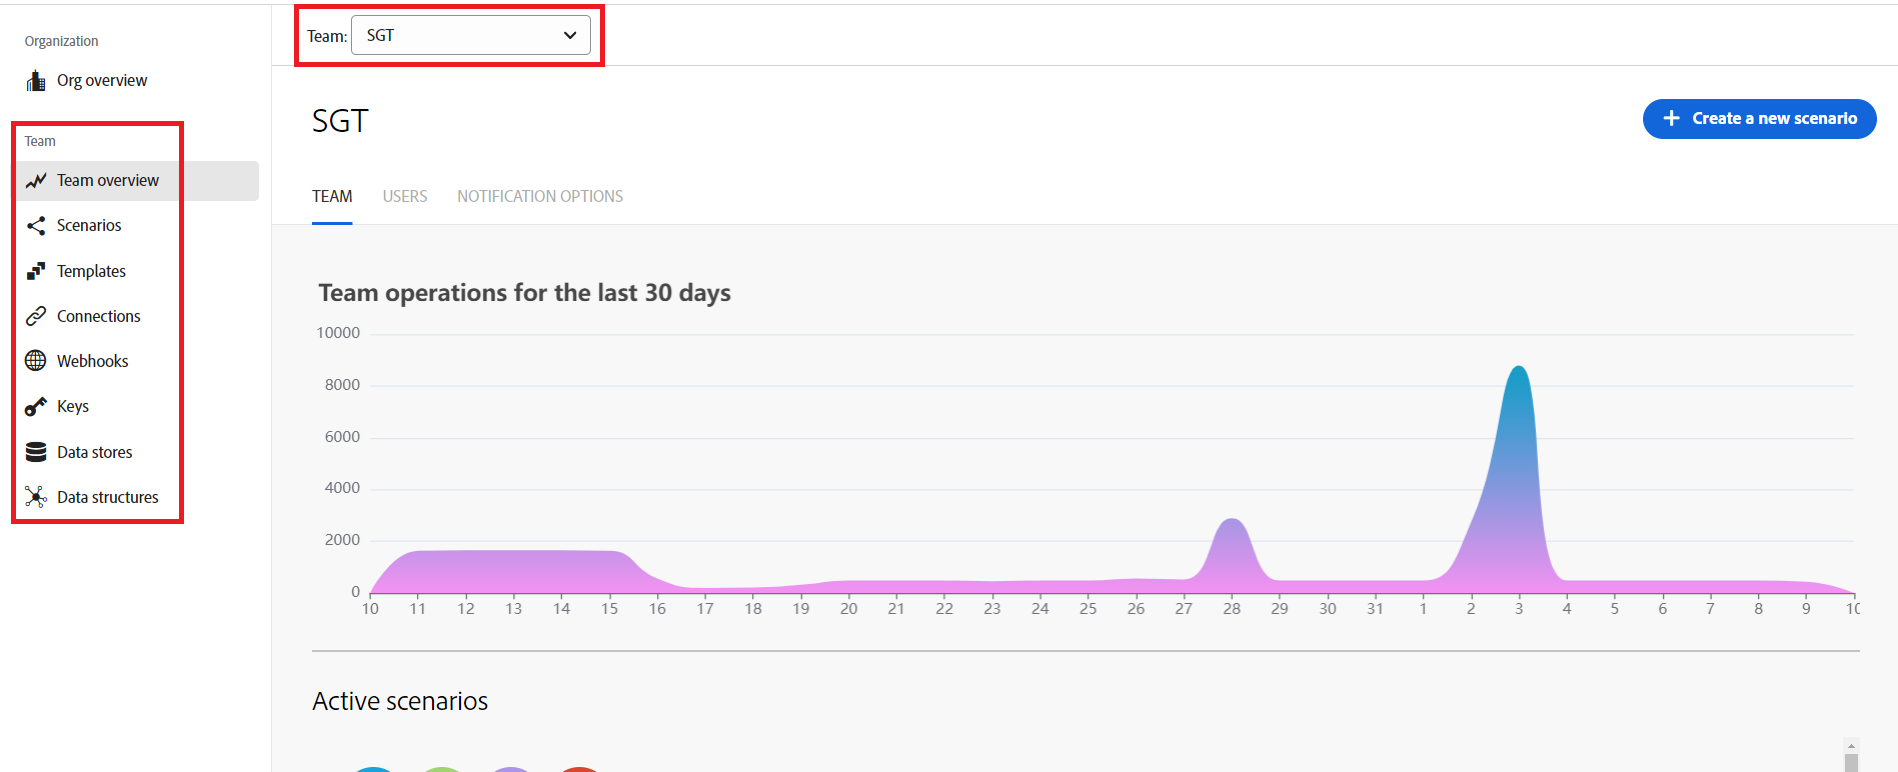 Organization
Org overview
Team
Team overview
Scenarios
Templates
Connections
Webhooks
Keys
Data stores
Data structures
Team: SGT
SGT
+ Create a new scenario
TEAM USERS NOTIFICATION OPTIONS
Team operations for the last 30 days
10000
8000
6000
4000
2000
0
10 11 12 13 14 15 16 17 18 19 20 21 22 23 24 25 26 27 28 29 30 31 1 2 3 4 5 6 7 8 9 10
Active scenarios